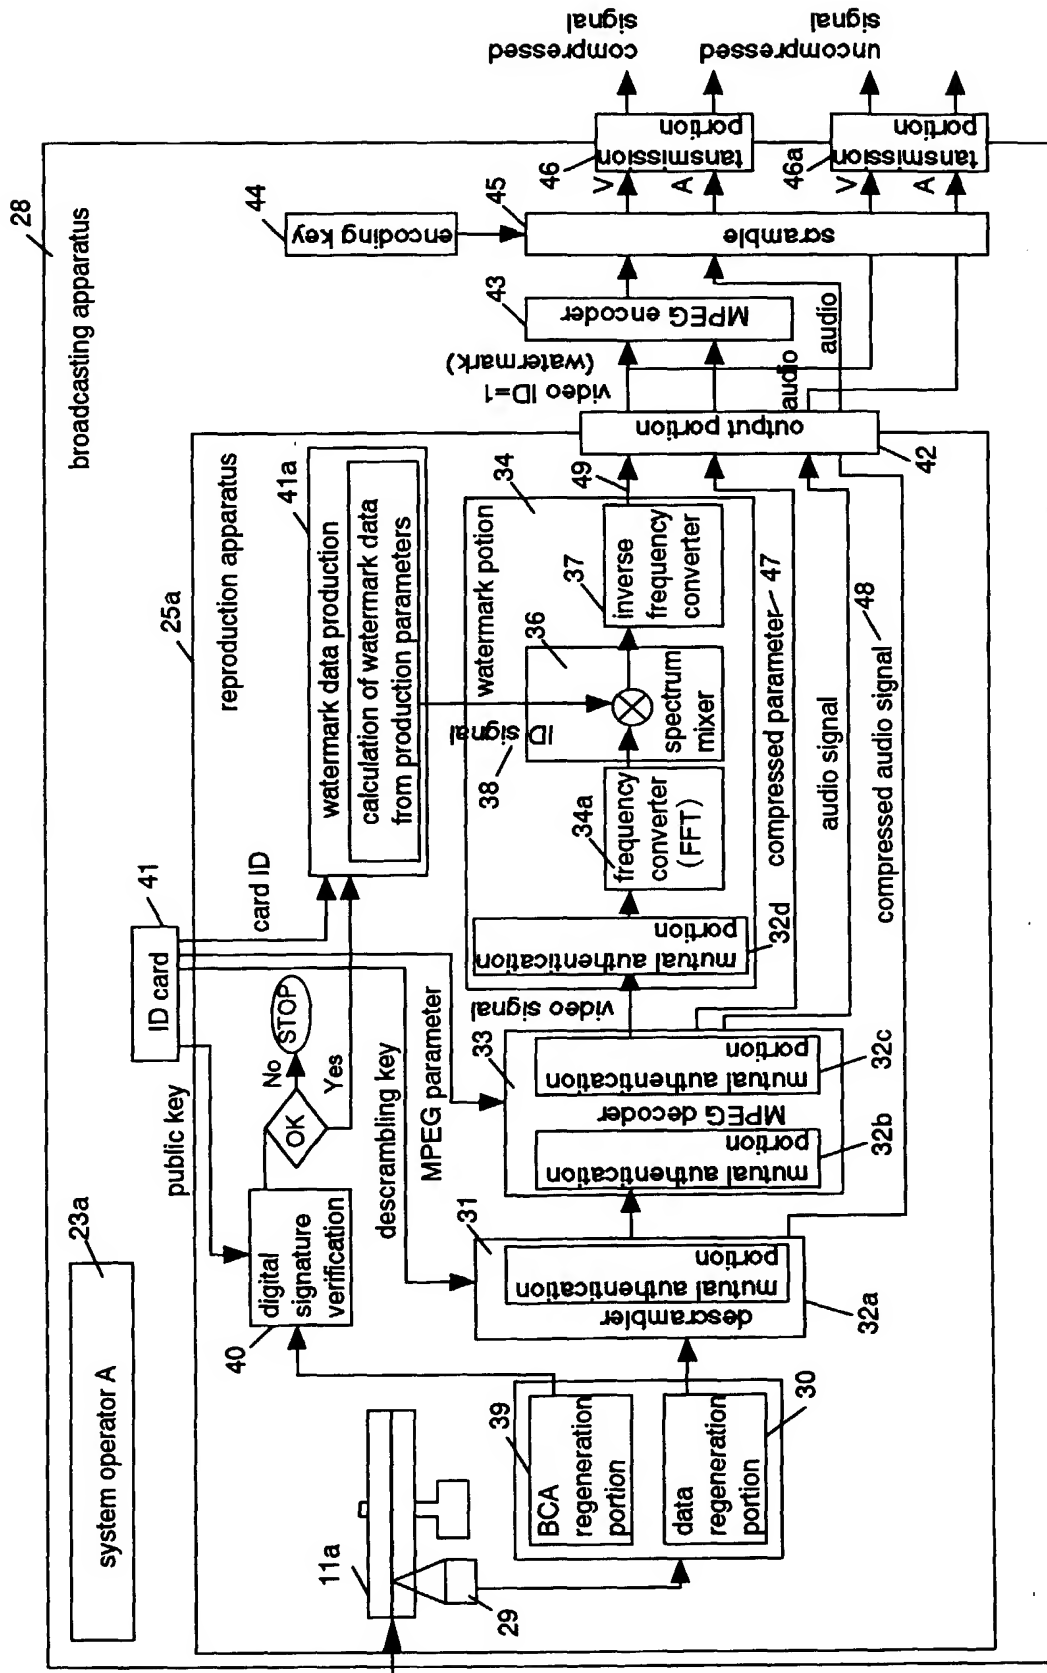 28
broadcasting apparatus
23a
system operator A
25a
reproduction apparatus
41
ID card
public key
card ID
descrambling key
MPEG parameter
40
digital
signature
verification
OK
No
STOP
Yes
41a
watermark data production
calculation of watermark data
from production parameters
11a
29
39
BCA
regeneration
portion
data
regeneration
portion
30
31
descrambler
mutual authentication
portion
32a
33
MPEG decoder
mutual authentication
portion
32b
mutual authentication
portion
32c
video signal
34
watermark potion
mutual authentication
portion
32d
34a
frequency
converter
(FFT)
38
ID signal
36
spectrum
mixer
37
inverse
frequency
converter
49
compressed parameter
47
audio signal
48
compressed audio signal
output portion
42
video ID=1
(watermark)
audio
audio
43
MPEG encoder
44
encoding key
45
scramble
V
A
46
tansmission
portion
V
A
46a
tansmission
portion
compressed
signal
uncompressed
signal